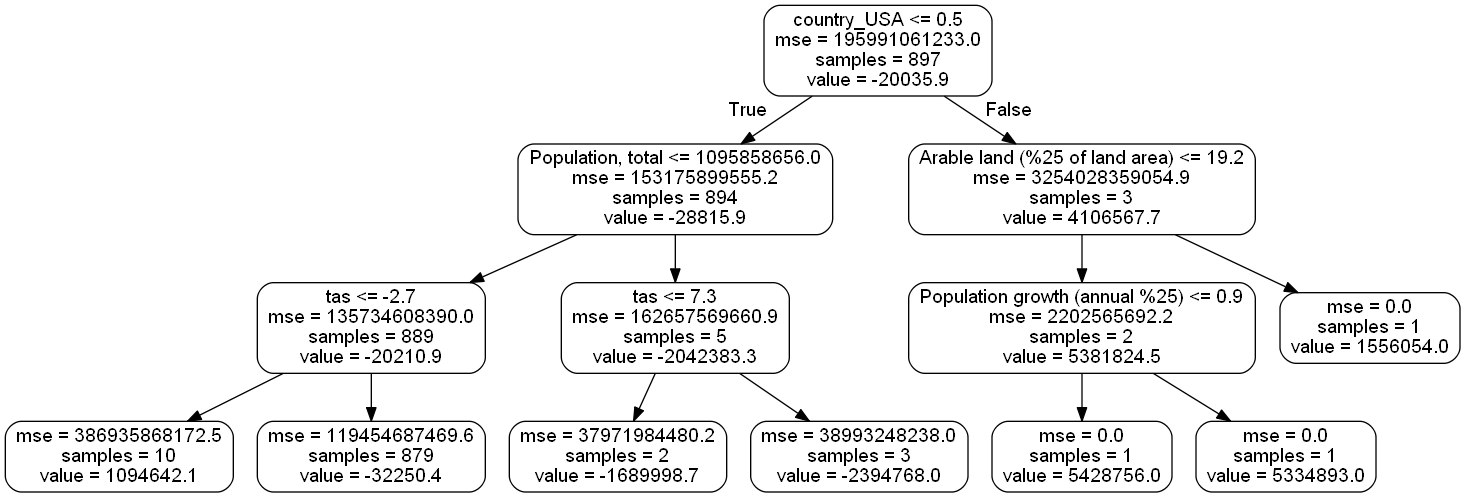 country_USA <= 0.5
mse = 195991061233.0
samples = 897
value = -20035.9
True
False
Population, total <= 1095858656.0
mse = 153175899555.2
samples = 894
value = -28815.9
Arable land (%25 of land area) <= 19.2
mse = 3254028359054.9
samples = 3
value = 4106567.7
tas <= -2.7
mse = 135734608390.0
samples = 889
value = -20210.9
tas <= 7.3
mse = 162657569660.9
samples = 5
value = -2042383.3
Population growth (annual %25) <= 0.9
mse = 2202565692.2
samples = 2
value = 5381824.5
mse = 0.0
samples = 1
value = 1556054.0
mse = 386935868172.5
samples = 10
value = 1094642.1
mse = 119454687469.6
samples = 879
value = -32250.4
mse = 37971984480.2
samples = 2
value = -1689998.7
mse = 38993248238.0
samples = 3
value = -2394768.0
mse = 0.0
samples = 1
value = 5428756.0
mse = 0.0
samples = 1
value = 5334893.0